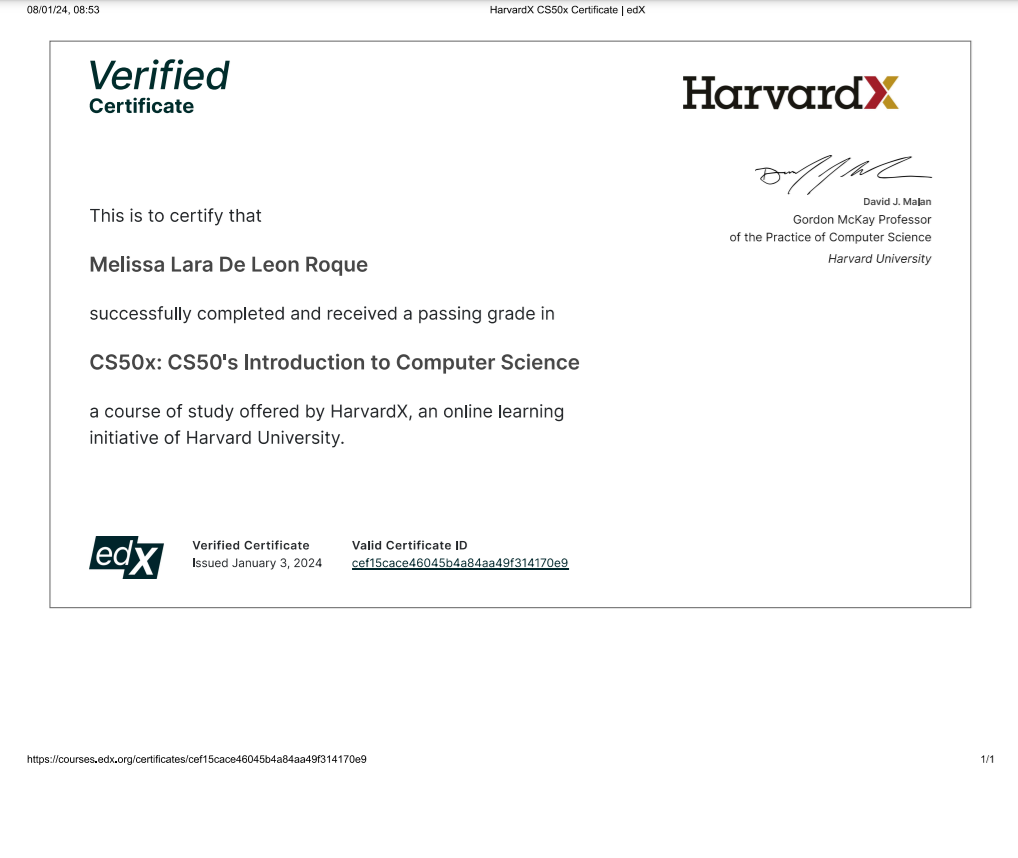 08/01/24, 08:53
HarvardX CS50x Certificate | edX
Verified
Certificate
HarvardX
David J. Malan
Gordon McKay Professor
of the Practice of Computer Science
Harvard University
This is to certify that
Melissa Lara De Leon Roque
successfully completed and received a passing grade in
CS50x: CS50's Introduction to Computer Science
a course of study offered by HarvardX, an online learning
initiative of Harvard University.
edX
Verified Certificate
Issued January 3, 2024
Valid Certificate ID
cef15cace46045b4a84aa49f314170e9
https://courses.edx.org/certificates/cef15cace46045b4a84aa49f314170e9
1/1